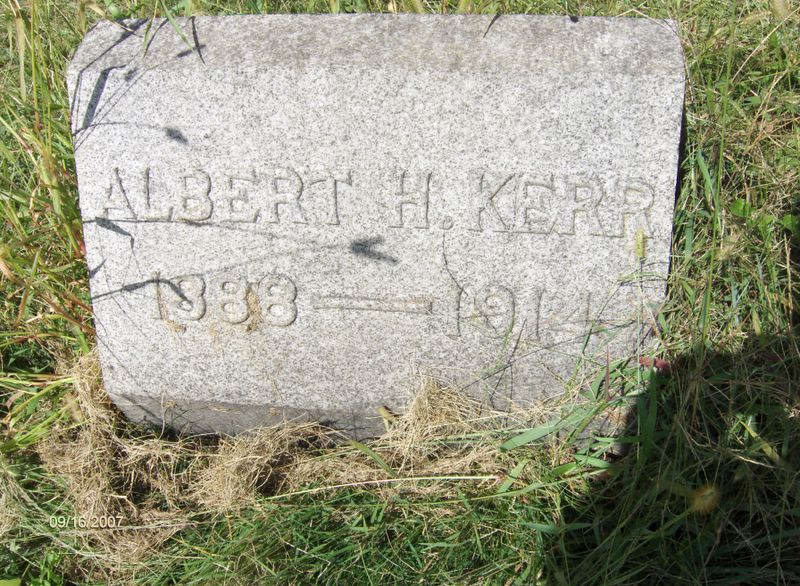 ALBERT H. KERR
1888 — 1914
09/16/2007